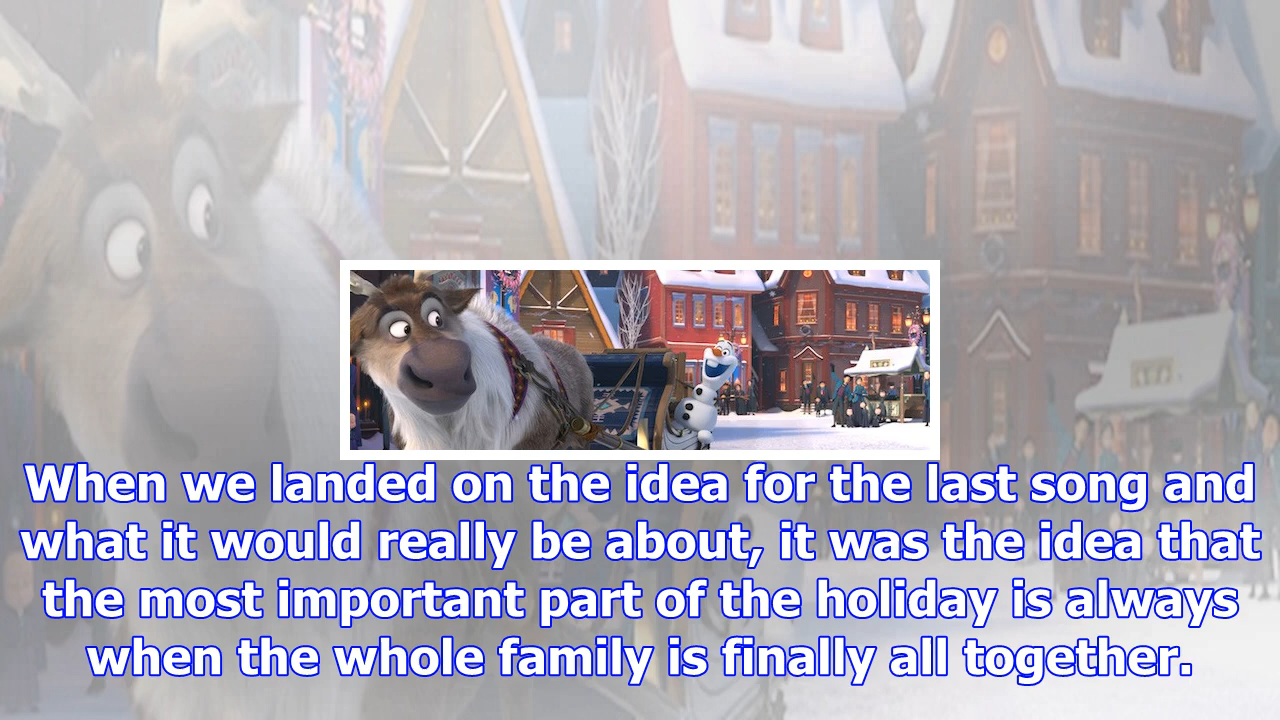 When we landed on the idea for the last song and
what it would really be about, it was the idea that
the most important part of the holiday is always
when the whole family is finally all together.